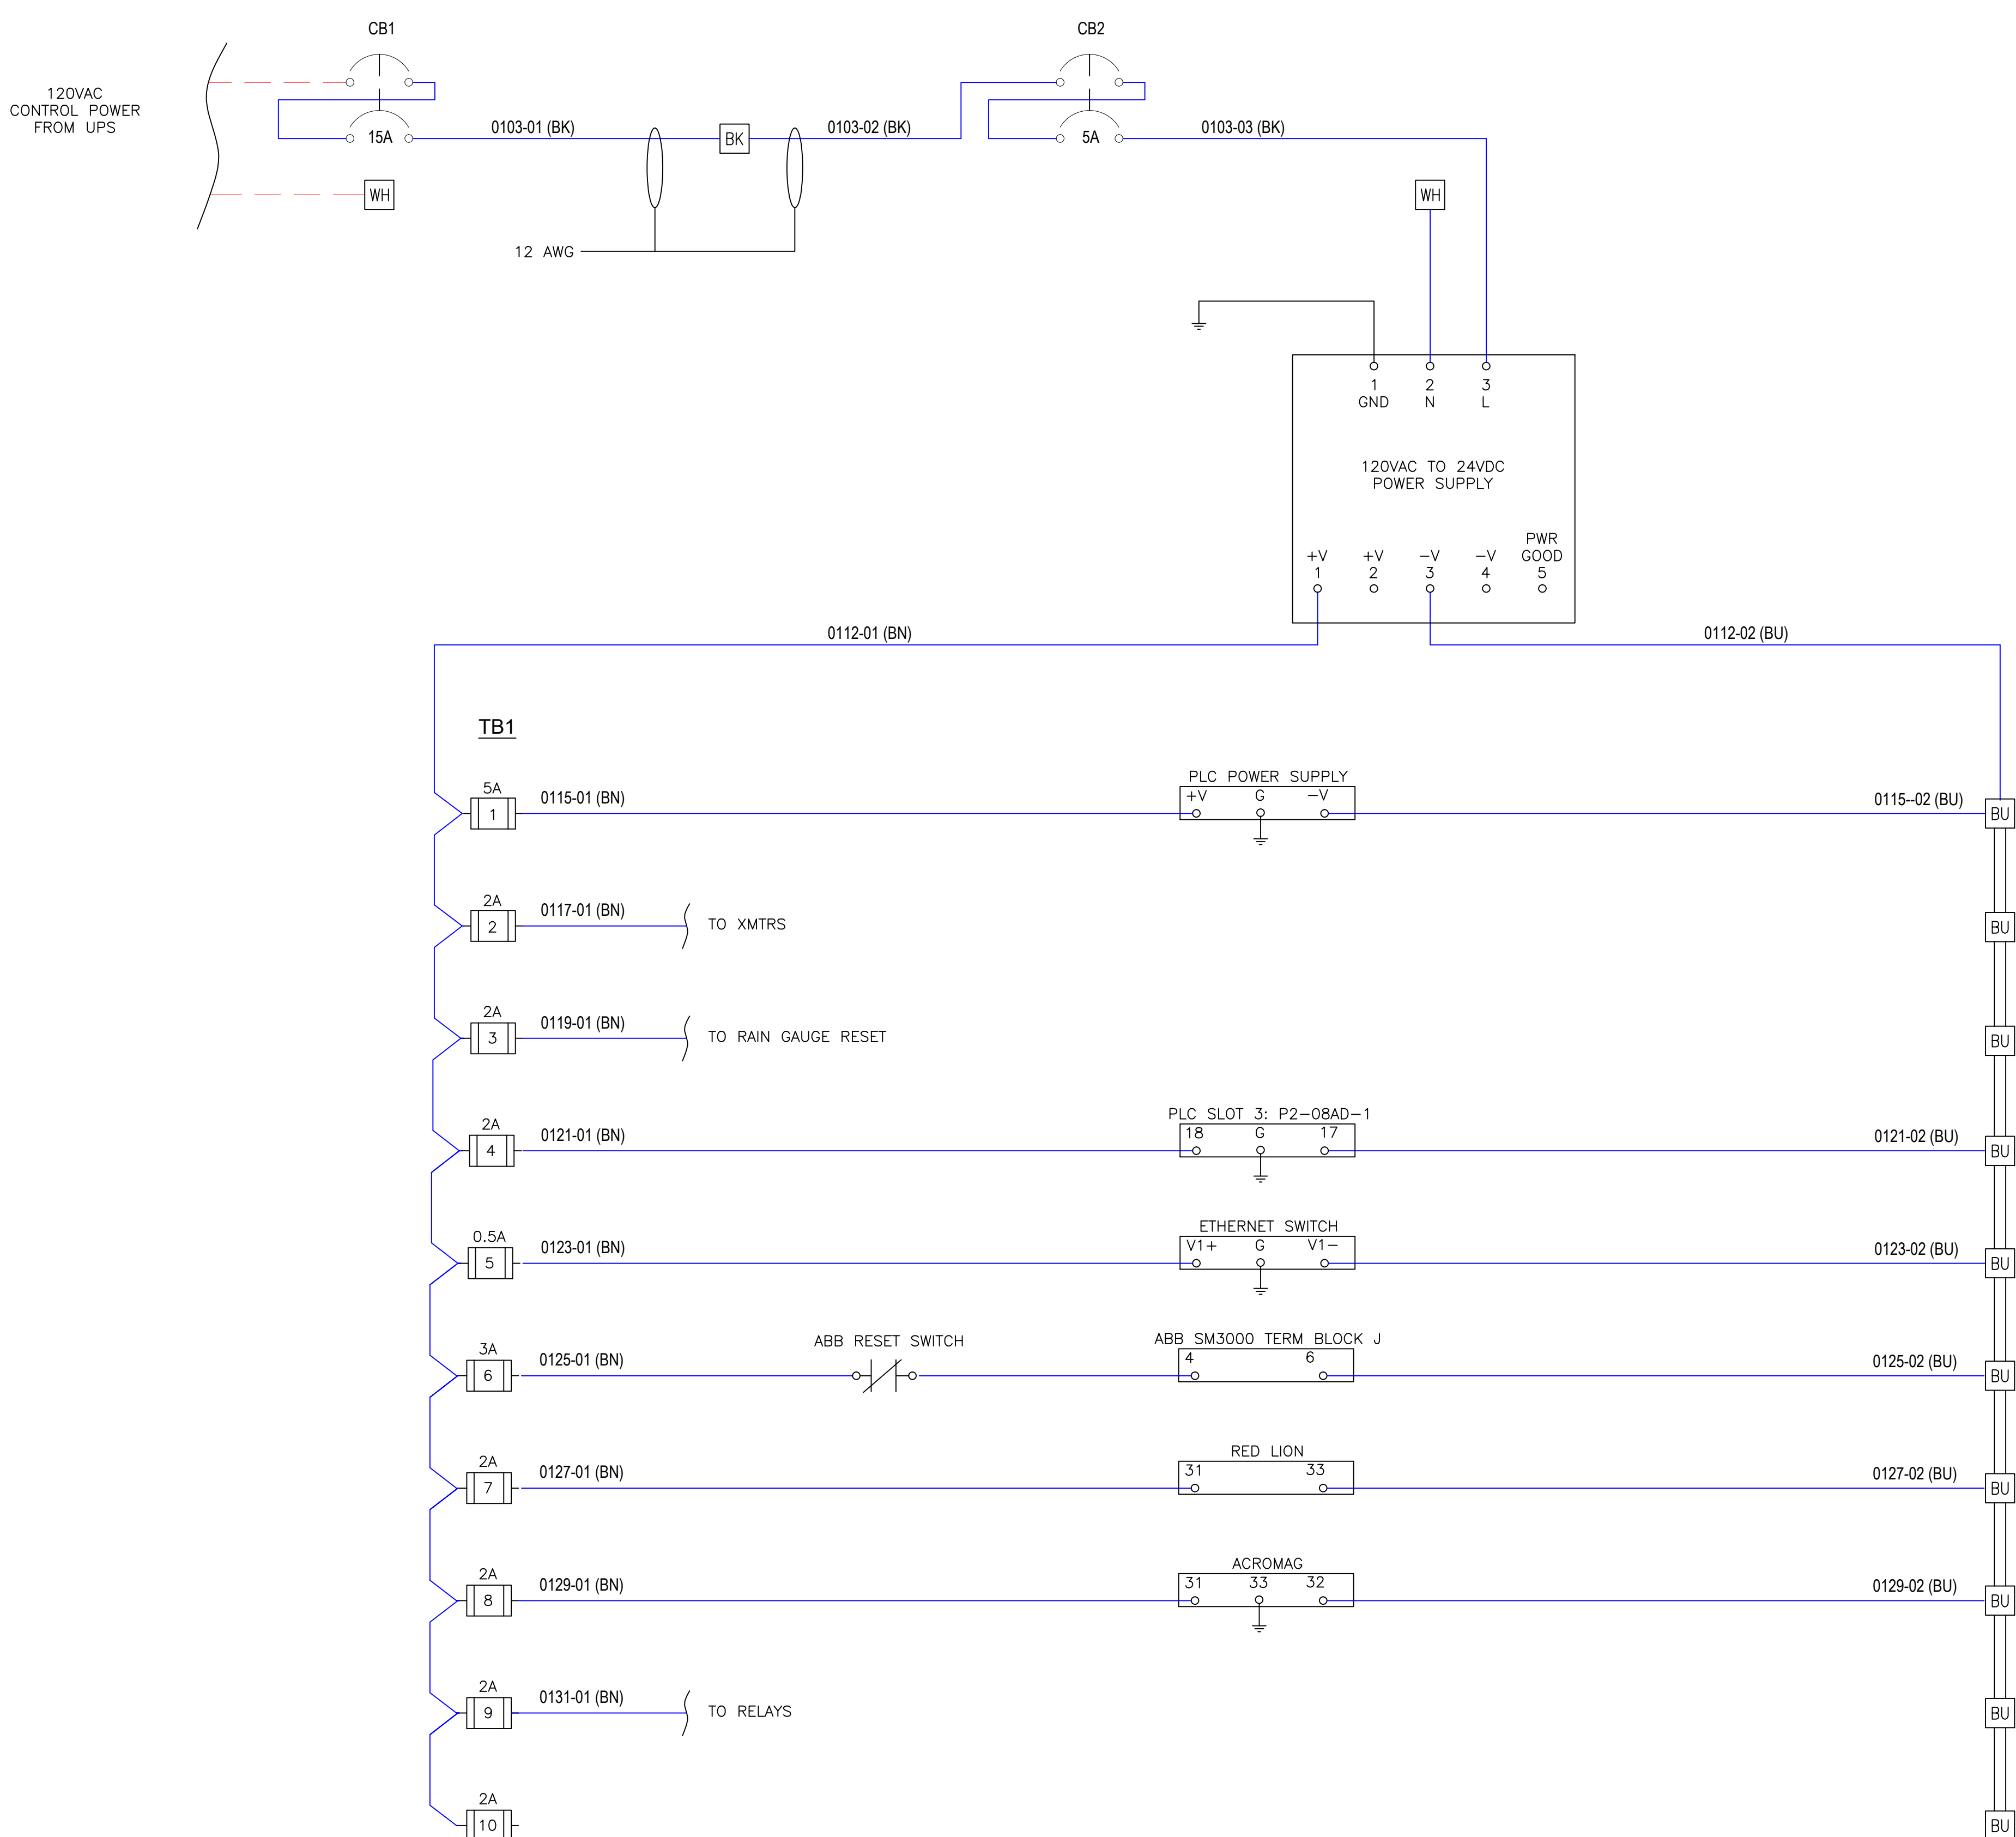 CB1
CB2
120VAC
CONTROL POWER
FROM UPS
15A
0103-01 (BK)
BK
0103-02 (BK)
5A
0103-03 (BK)
WH
WH
12 AWG
1
GND
2
N
3
L
120VAC TO 24VDC
POWER SUPPLY
+V
1
+V
2
-V
3
-V
4
PWR
GOOD
5
0112-01 (BN)
0112-02 (BU)
TB1
5A
1
0115-01 (BN)
PLC POWER SUPPLY
+V G -V
0115--02 (BU)
BU
2A
2
0117-01 (BN)
TO XMTRS
BU
2A
3
0119-01 (BN)
TO RAIN GAUGE RESET
BU
2A
4
0121-01 (BN)
PLC SLOT 3: P2-08AD-1
18 G 17
0121-02 (BU)
BU
0.5A
5
0123-01 (BN)
ETHERNET SWITCH
V1+ G V1-
0123-02 (BU)
BU
3A
6
0125-01 (BN)
ABB RESET SWITCH
ABB SM3000 TERM BLOCK J
4 6
0125-02 (BU)
BU
2A
7
0127-01 (BN)
RED LION
31 33
0127-02 (BU)
BU
2A
8
0129-01 (BN)
ACROMAG
31 33 32
0129-02 (BU)
BU
2A
9
0131-01 (BN)
TO RELAYS
BU
2A
10
BU